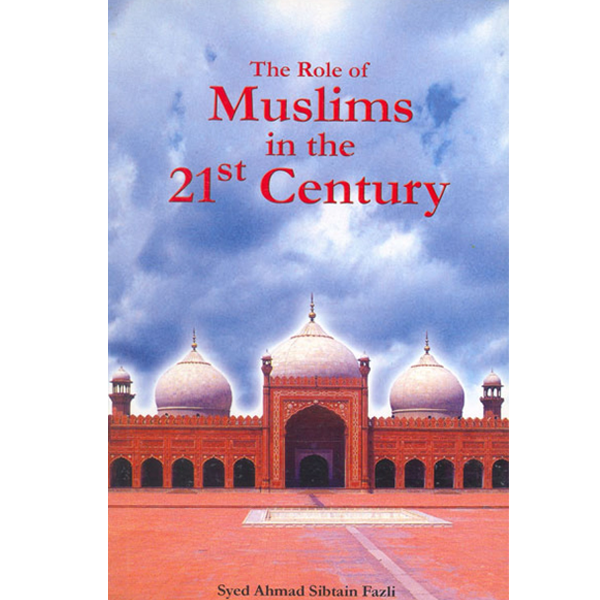 The Role of
Muslims
in the
21st Century
Syed Ahmad Sibtain Fazli